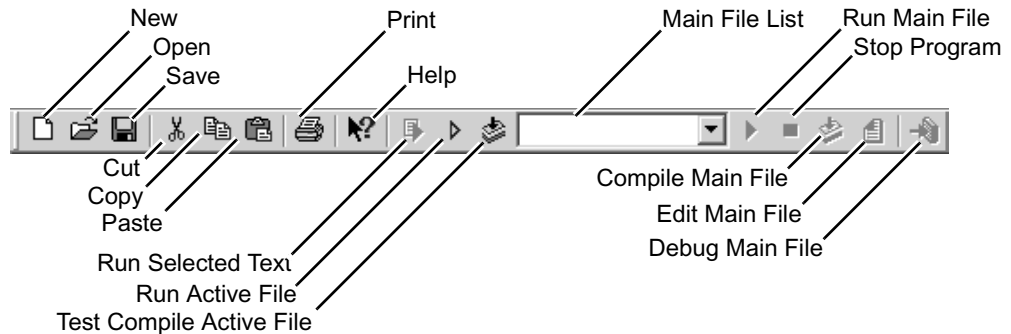 New
Print
Main File List
Run Main File
Open
Stop Program
Save
Help
Cut
Copy
Paste
Compile Main File
Edit Main File
Debug Main File
Run Selected Text
Run Active File
Test Compile Active File